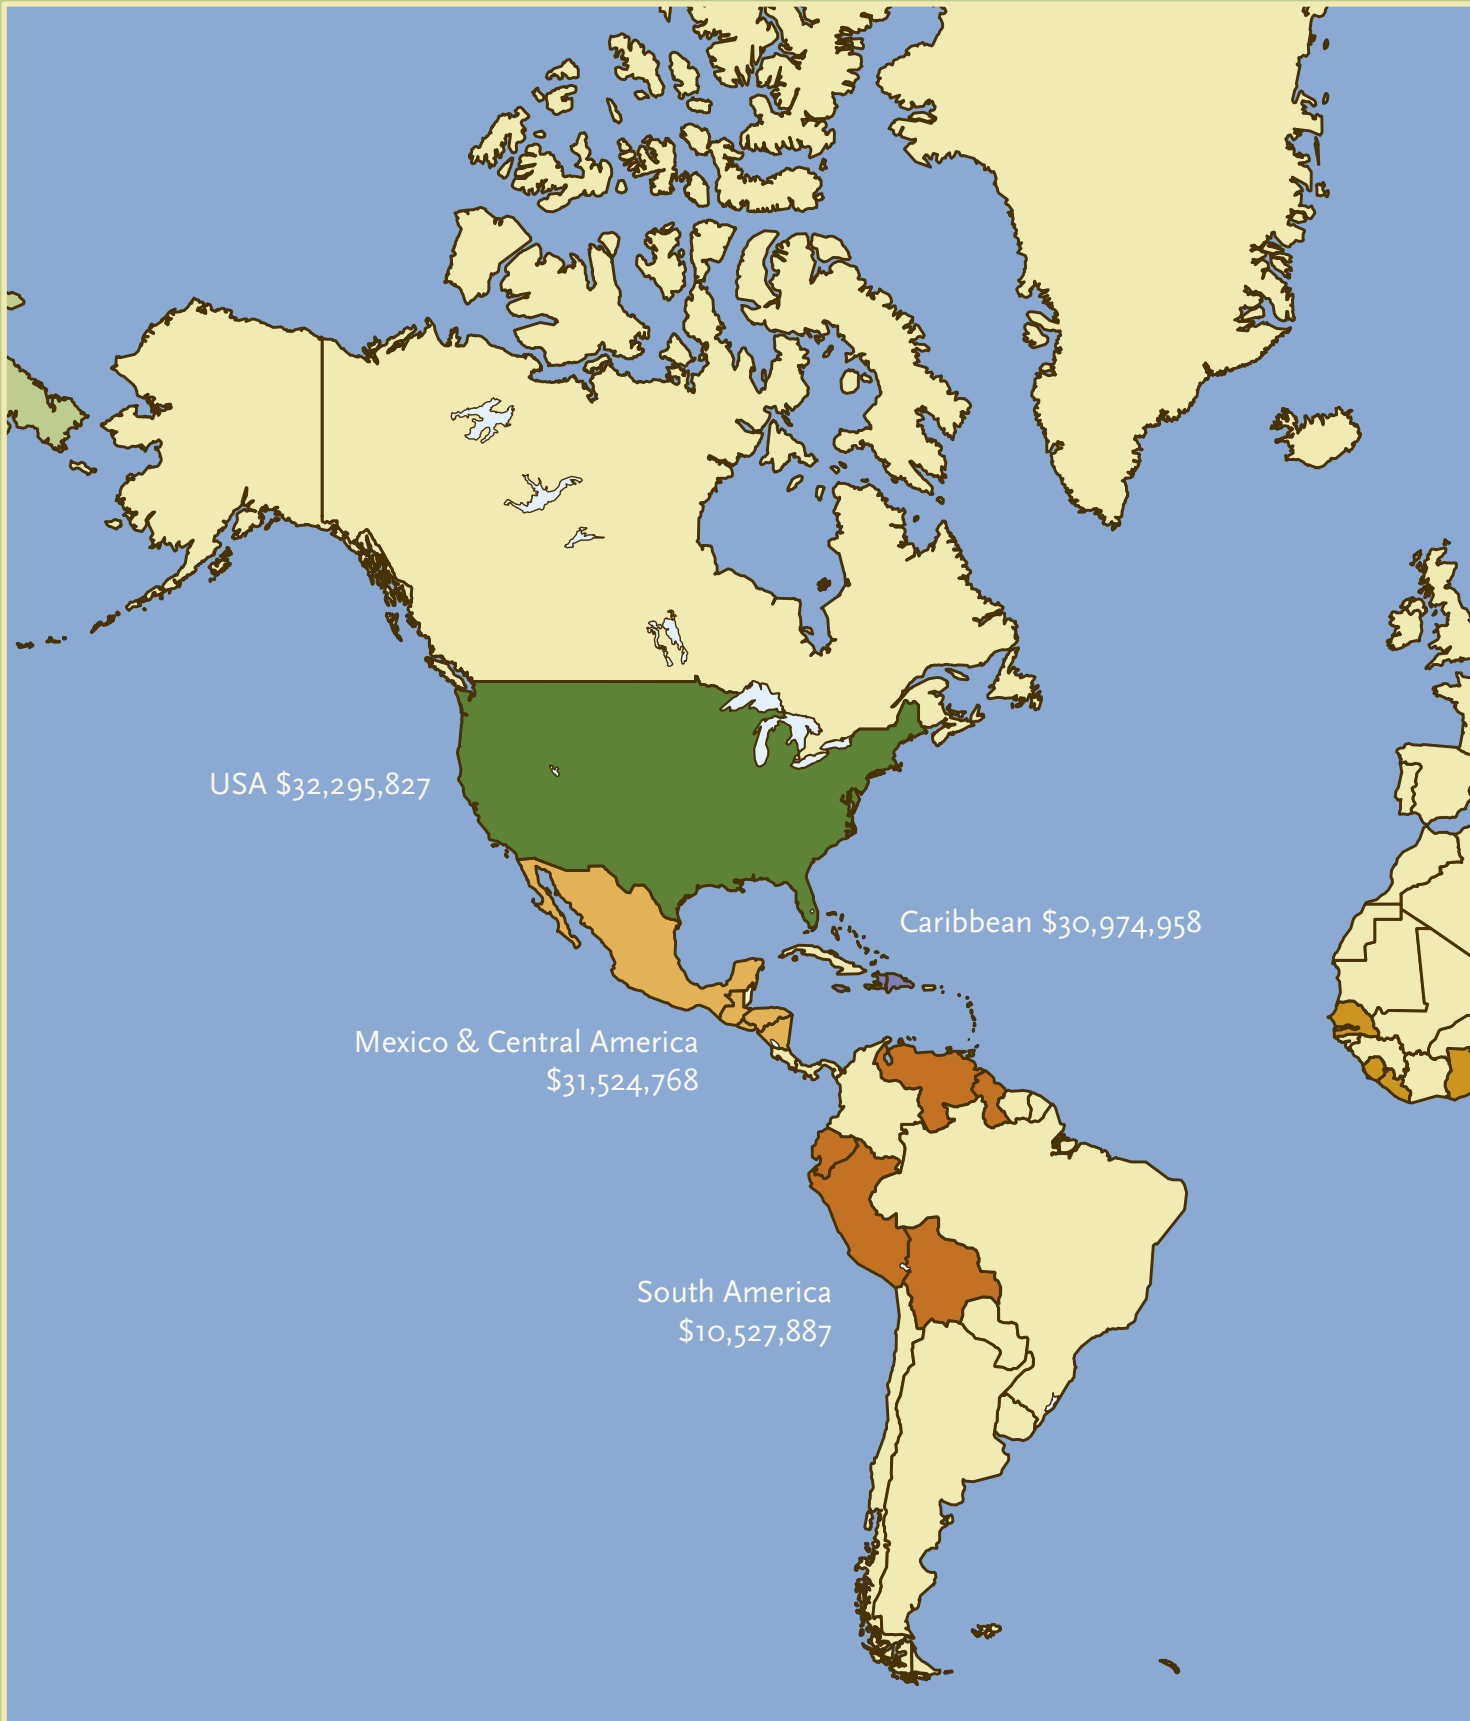 USA $32,295,827
Caribbean $30,974,958
Mexico & Central America
$31,524,768
South America
$10,527,887